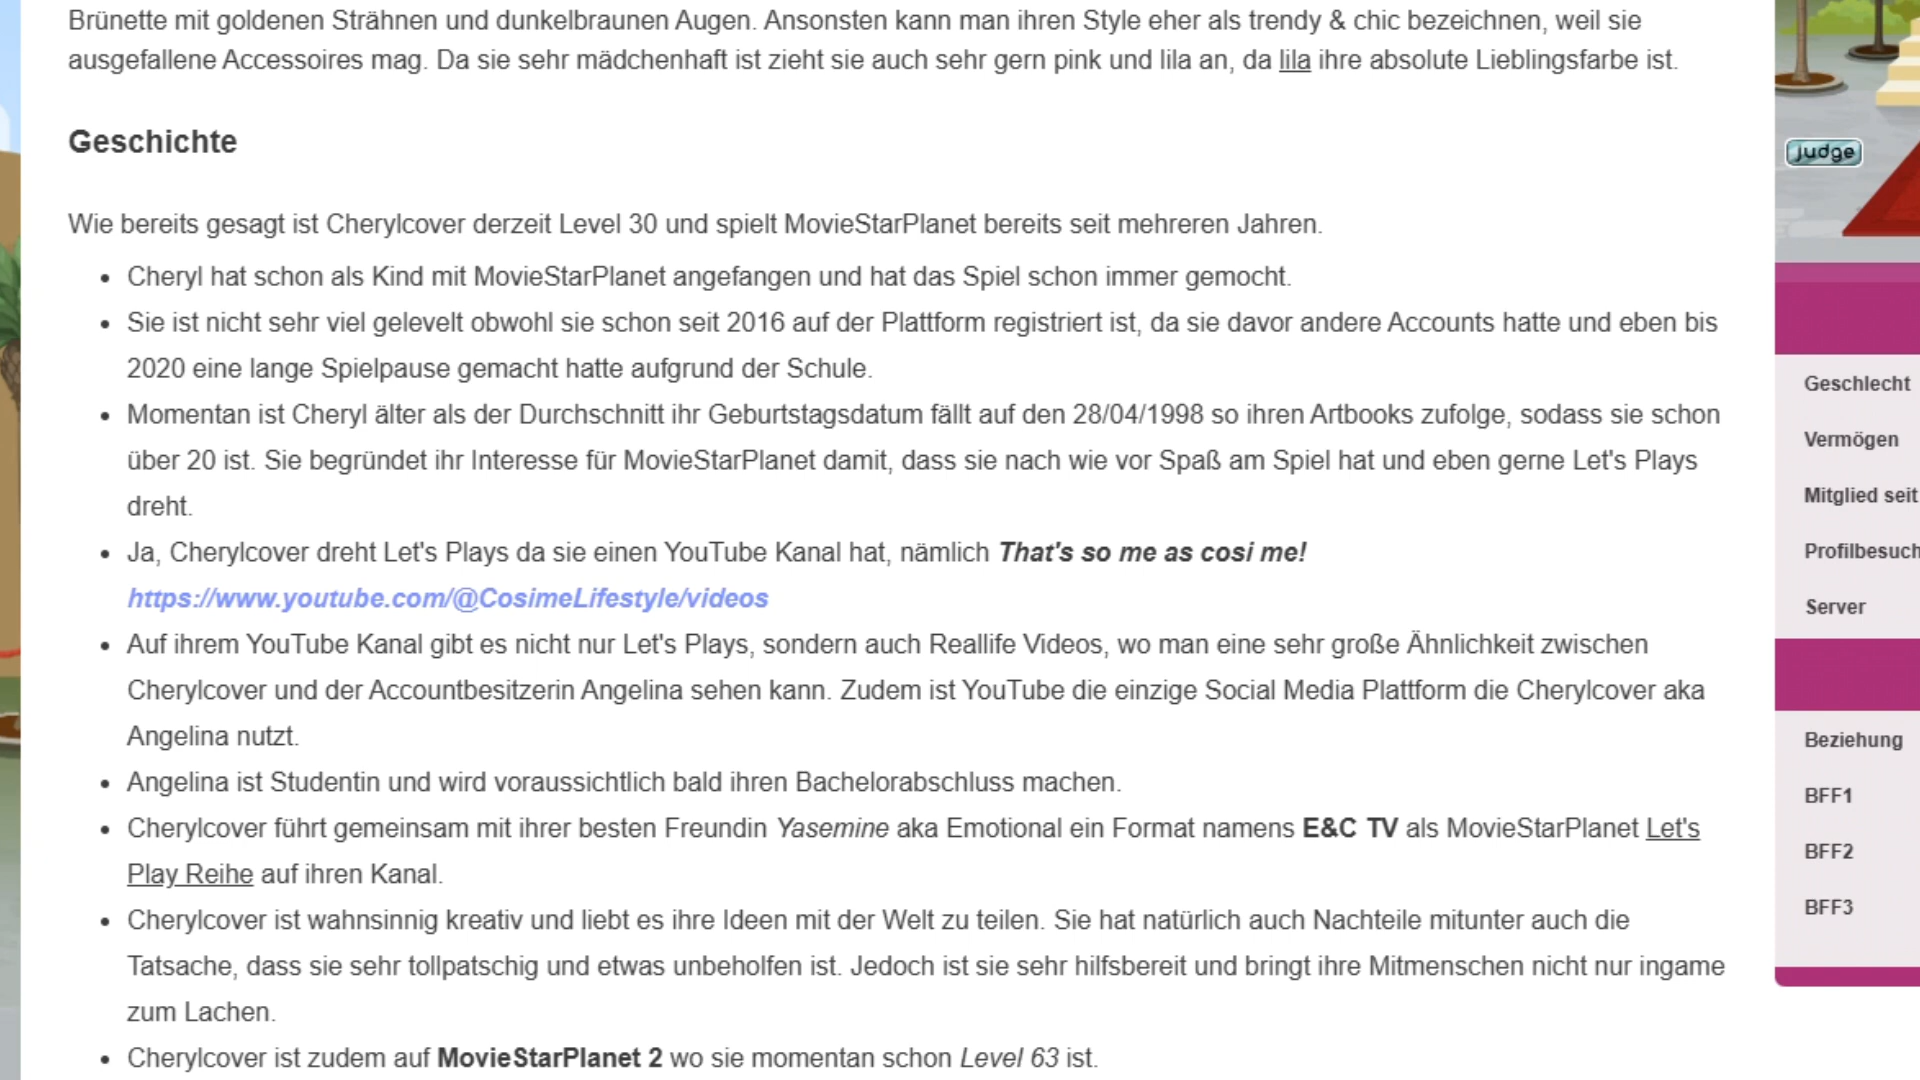 Brünette mit goldenen Strähnen und dunkelbraunen Augen. Ansonsten kann man ihren Style eher als trendy & chic bezeichnen, weil sie
ausgefallene Accessoires mag. Da sie sehr mädchenhaft ist zieht sie auch sehr gern pink und lila an, da lila ihre absolute Lieblingsfarbe ist.
Geschichte
Wie bereits gesagt ist Cherylcover derzeit Level 30 und spielt MovieStarPlanet bereits seit mehreren Jahren.
• Cheryl hat schon als Kind mit MovieStarPlanet angefangen und hat das Spiel schon immer gemocht.
• Sie ist nicht sehr viel gelevelt obwohl sie schon seit 2016 auf der Plattform registriert ist, da sie davor andere Accounts hatte und eben bis
2020 eine lange Spielpause gemacht hatte aufgrund der Schule.
• Momentan ist Cheryl älter als der Durchschnitt ihr Geburtstagsdatum fällt auf den 28/04/1998 so ihren Artbooks zufolge, sodass sie schon
über 20 ist. Sie begründet ihr Interesse für MovieStarPlanet damit, dass sie nach wie vor Spaß am Spiel hat und eben gerne Let's Plays
dreht.
• Ja, Cherylcover dreht Let's Plays da sie einen YouTube Kanal hat, nämlich That's so me as cosi me!
https://www.youtube.com/@CosimeLifestyle/videos
• Auf ihrem YouTube Kanal gibt es nicht nur Let's Plays, sondern auch Reallife Videos, wo man eine sehr große Ähnlichkeit zwischen
Cherylcover und der Accountbesitzerin Angelina sehen kann. Zudem ist YouTube die einzige Social Media Plattform die Cherylcover aka
Angelina nutzt.
• Angelina ist Studentin und wird voraussichtlich bald ihren Bachelorabschluss machen.
• Cherylcover führt gemeinsam mit ihrer besten Freundin Yasemine aka Emotional ein Format namens E&C TV als MovieStarPlanet Let's
Play Reihe auf ihren Kanal.
• Cherylcover ist wahnsinnig kreativ und liebt es ihre Ideen mit der Welt zu teilen. Sie hat natürlich auch Nachteile mitunter auch die
Tatsache, dass sie sehr tollpatschig und etwas unbeholfen ist. Jedoch ist sie sehr hilfsbereit und bringt ihre Mitmenschen nicht nur ingame
zum Lachen.
• Cherylcover ist zudem auf MovieStarPlanet 2 wo sie momentan schon Level 63 ist.
judge
Geschlecht
Vermögen
Mitglied seit
Profilbesuch
Server
Beziehung
BFF1
BFF2
BFF3